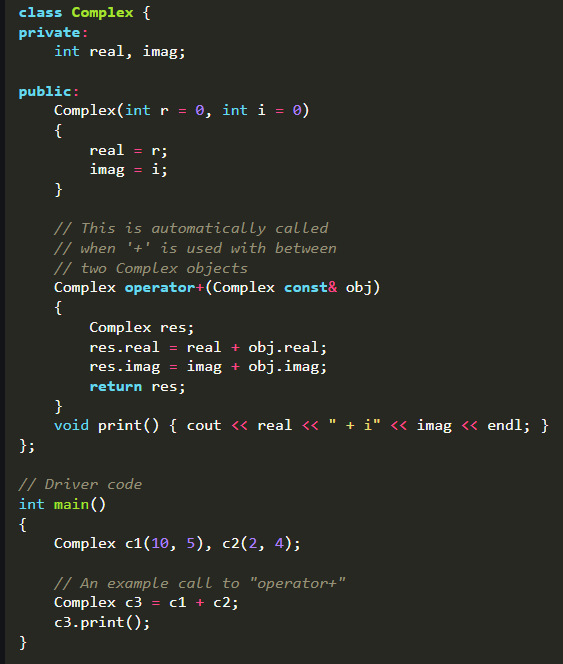 class Complex {
private:
    int real, imag;

public:
    Complex(int r = 0, int i = 0)
    {
        real = r;
        imag = i;
    }

    // This is automatically called
    // when '+' is used with between
    // two Complex objects
    Complex operator+(Complex const& obj)
    {
        Complex res;
        res.real = real + obj.real;
        res.imag = imag + obj.imag;
        return res;
    }
    void print() { cout << real << " + i" << imag << endl; }
};

// Driver code
int main()
{
    Complex c1(10, 5), c2(2, 4);

    // An example call to "operator+"
    Complex c3 = c1 + c2;
    c3.print();
}